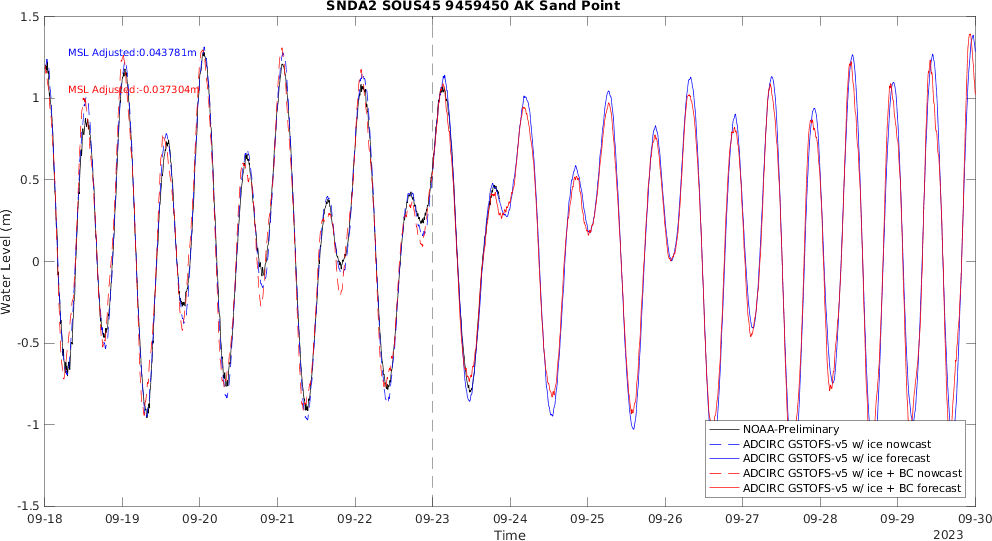 SNDA2 SOUS45 9459450 AK Sand Point
MSL Adjusted:0.043781m
MSL Adjusted:-0.037304m
Water Level (m)
1.5
1
0.5
0
-0.5
-1
-1.5
NOAA-Preliminary
ADCIRC GSTOFS-v5 w/ ice nowcast
ADCIRC GSTOFS-v5 w/ ice forecast
ADCIRC GSTOFS-v5 w/ ice + BC nowcast
ADCIRC GSTOFS-v5 w/ ice + BC forecast
09-18 09-19 09-20 09-21 09-22 09-23 09-24 09-25 09-26 09-27 09-28 09-29 09-30
Time
2023